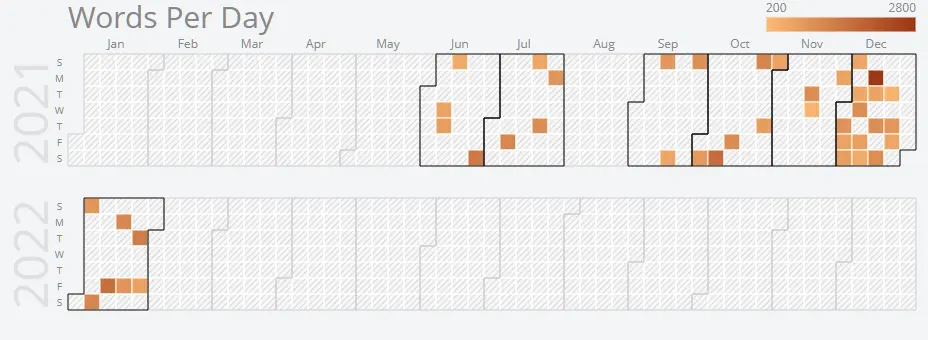 Words Per Day
200 2800
Jan Feb Mar Apr May Jun Jul Aug Sep Oct Nov Dec
2021
S
M
T
W
T
F
S
2022
S
M
T
W
T
F
S